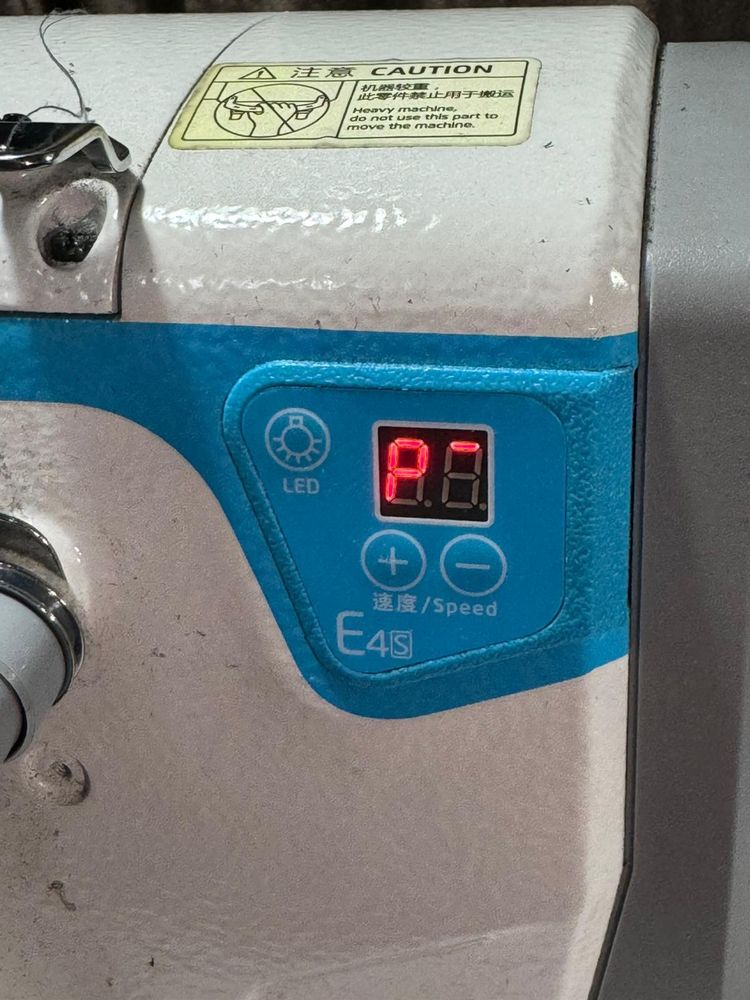 注意 CAUTION
机器较重，
此零件禁止用于搬运
Heavy machine,
do not use this part to
move the machine.
LED
P⁻
+ −
速度/Speed
E4S